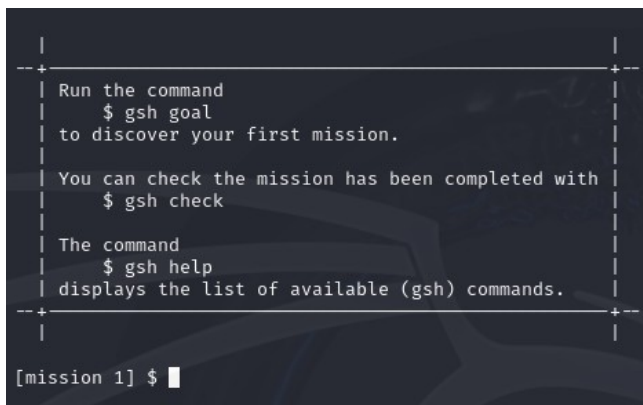 Run the command
$ gsh goal
to discover your first mission.
You can check the mission has been completed with
$ gsh check
The command
$ gsh help
displays the list of available (gsh) commands.
[mission 1] $